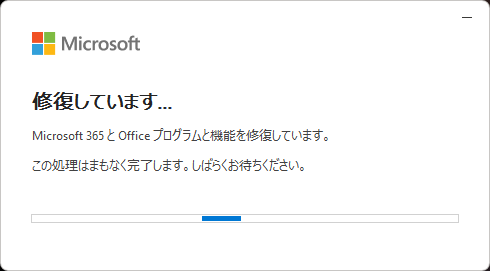 Microsoft
修復しています...
Microsoft 365 と Office プログラムと機能を修復しています。
この処理はまもなく完了します。しばらくお待ちください。